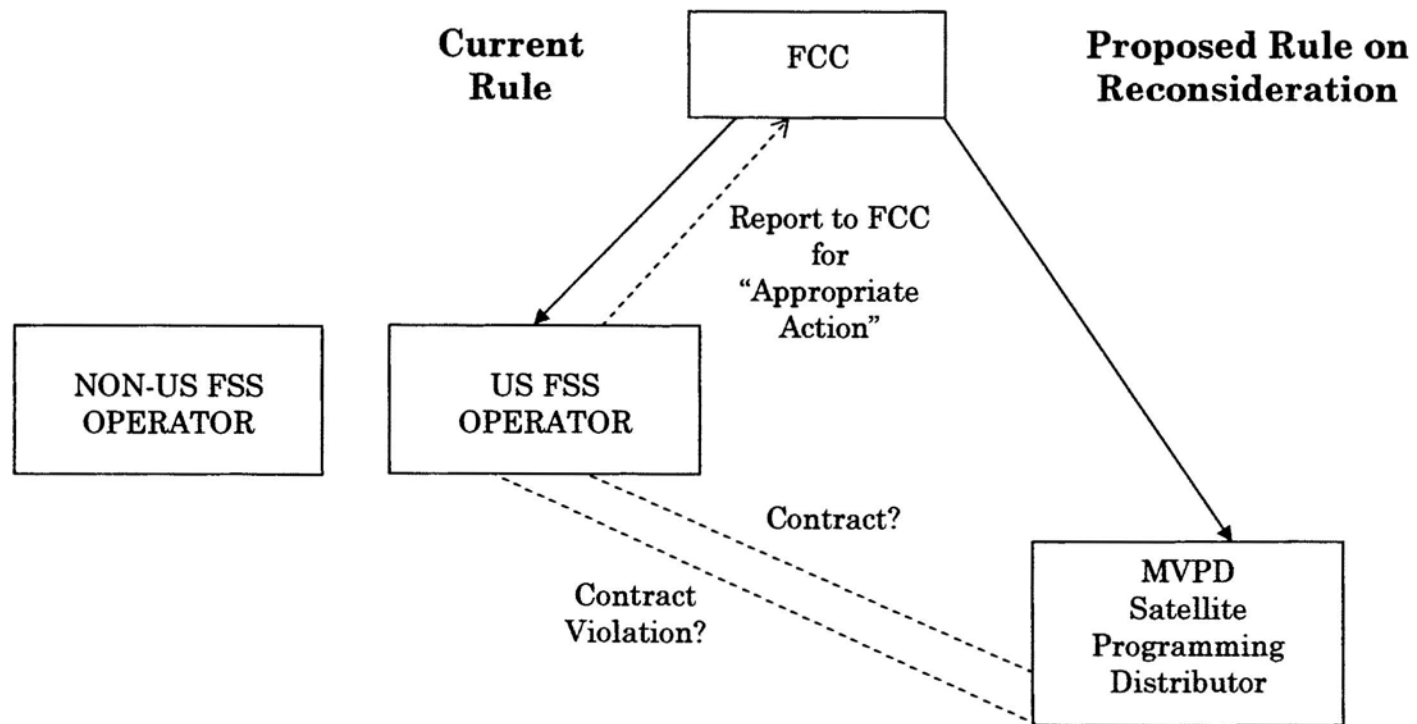 Current
Rule
FCC
Proposed Rule on
Reconsideration
Report to FCC
for
“Appropriate
Action”
NON-US FSS
OPERATOR
US FSS
OPERATOR
Contract?
Contract
Violation?
MVPD
Satellite
Programming
Distributor